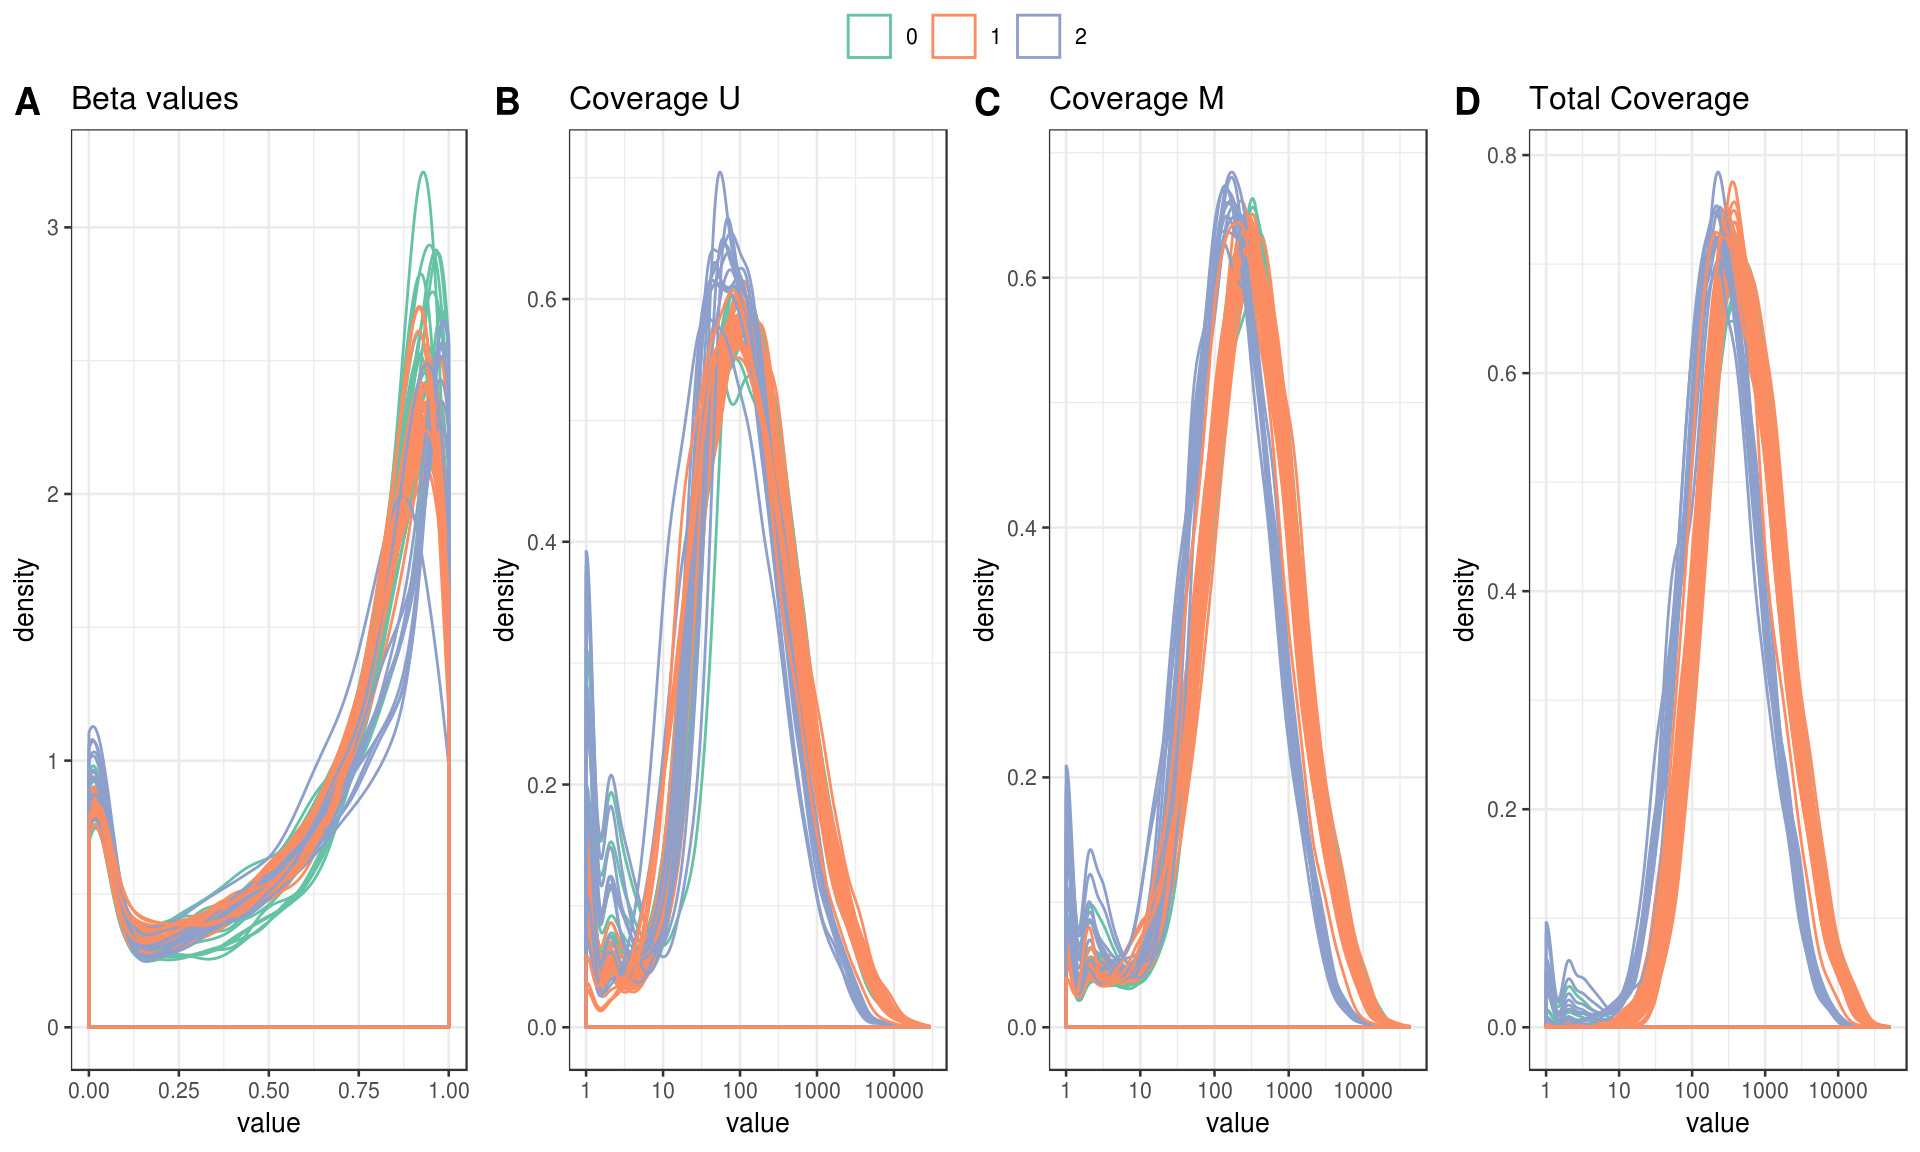 0 1 2
A Beta values
B Coverage U
C Coverage M
D Total Coverage
density
3
2
1
0
0.00 0.25 0.50 0.75 1.00
value
density
0.6
0.4
0.2
0.0
1 10 100 1000 10000
value
density
0.6
0.4
0.2
0.0
1 10 100 1000 10000
value
density
0.8
0.6
0.4
0.2
0.0
1 10 100 1000 10000
value